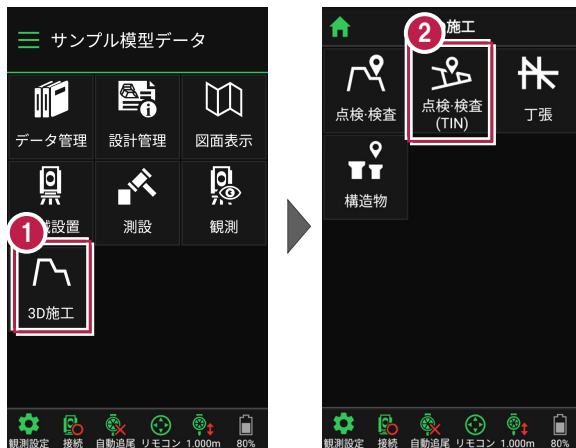 サンプル模型データ
データ管理
設計管理
図面表示
械設置
測設
観測
1
3D施工
観測設定
接続
自動追尾
リモコン
1.000m
80%
2
施工
点検・検査
点検・検査
(TIN)
丁張
構造物
観測設定
接続
自動追尾
リモコン
1.000m
80%